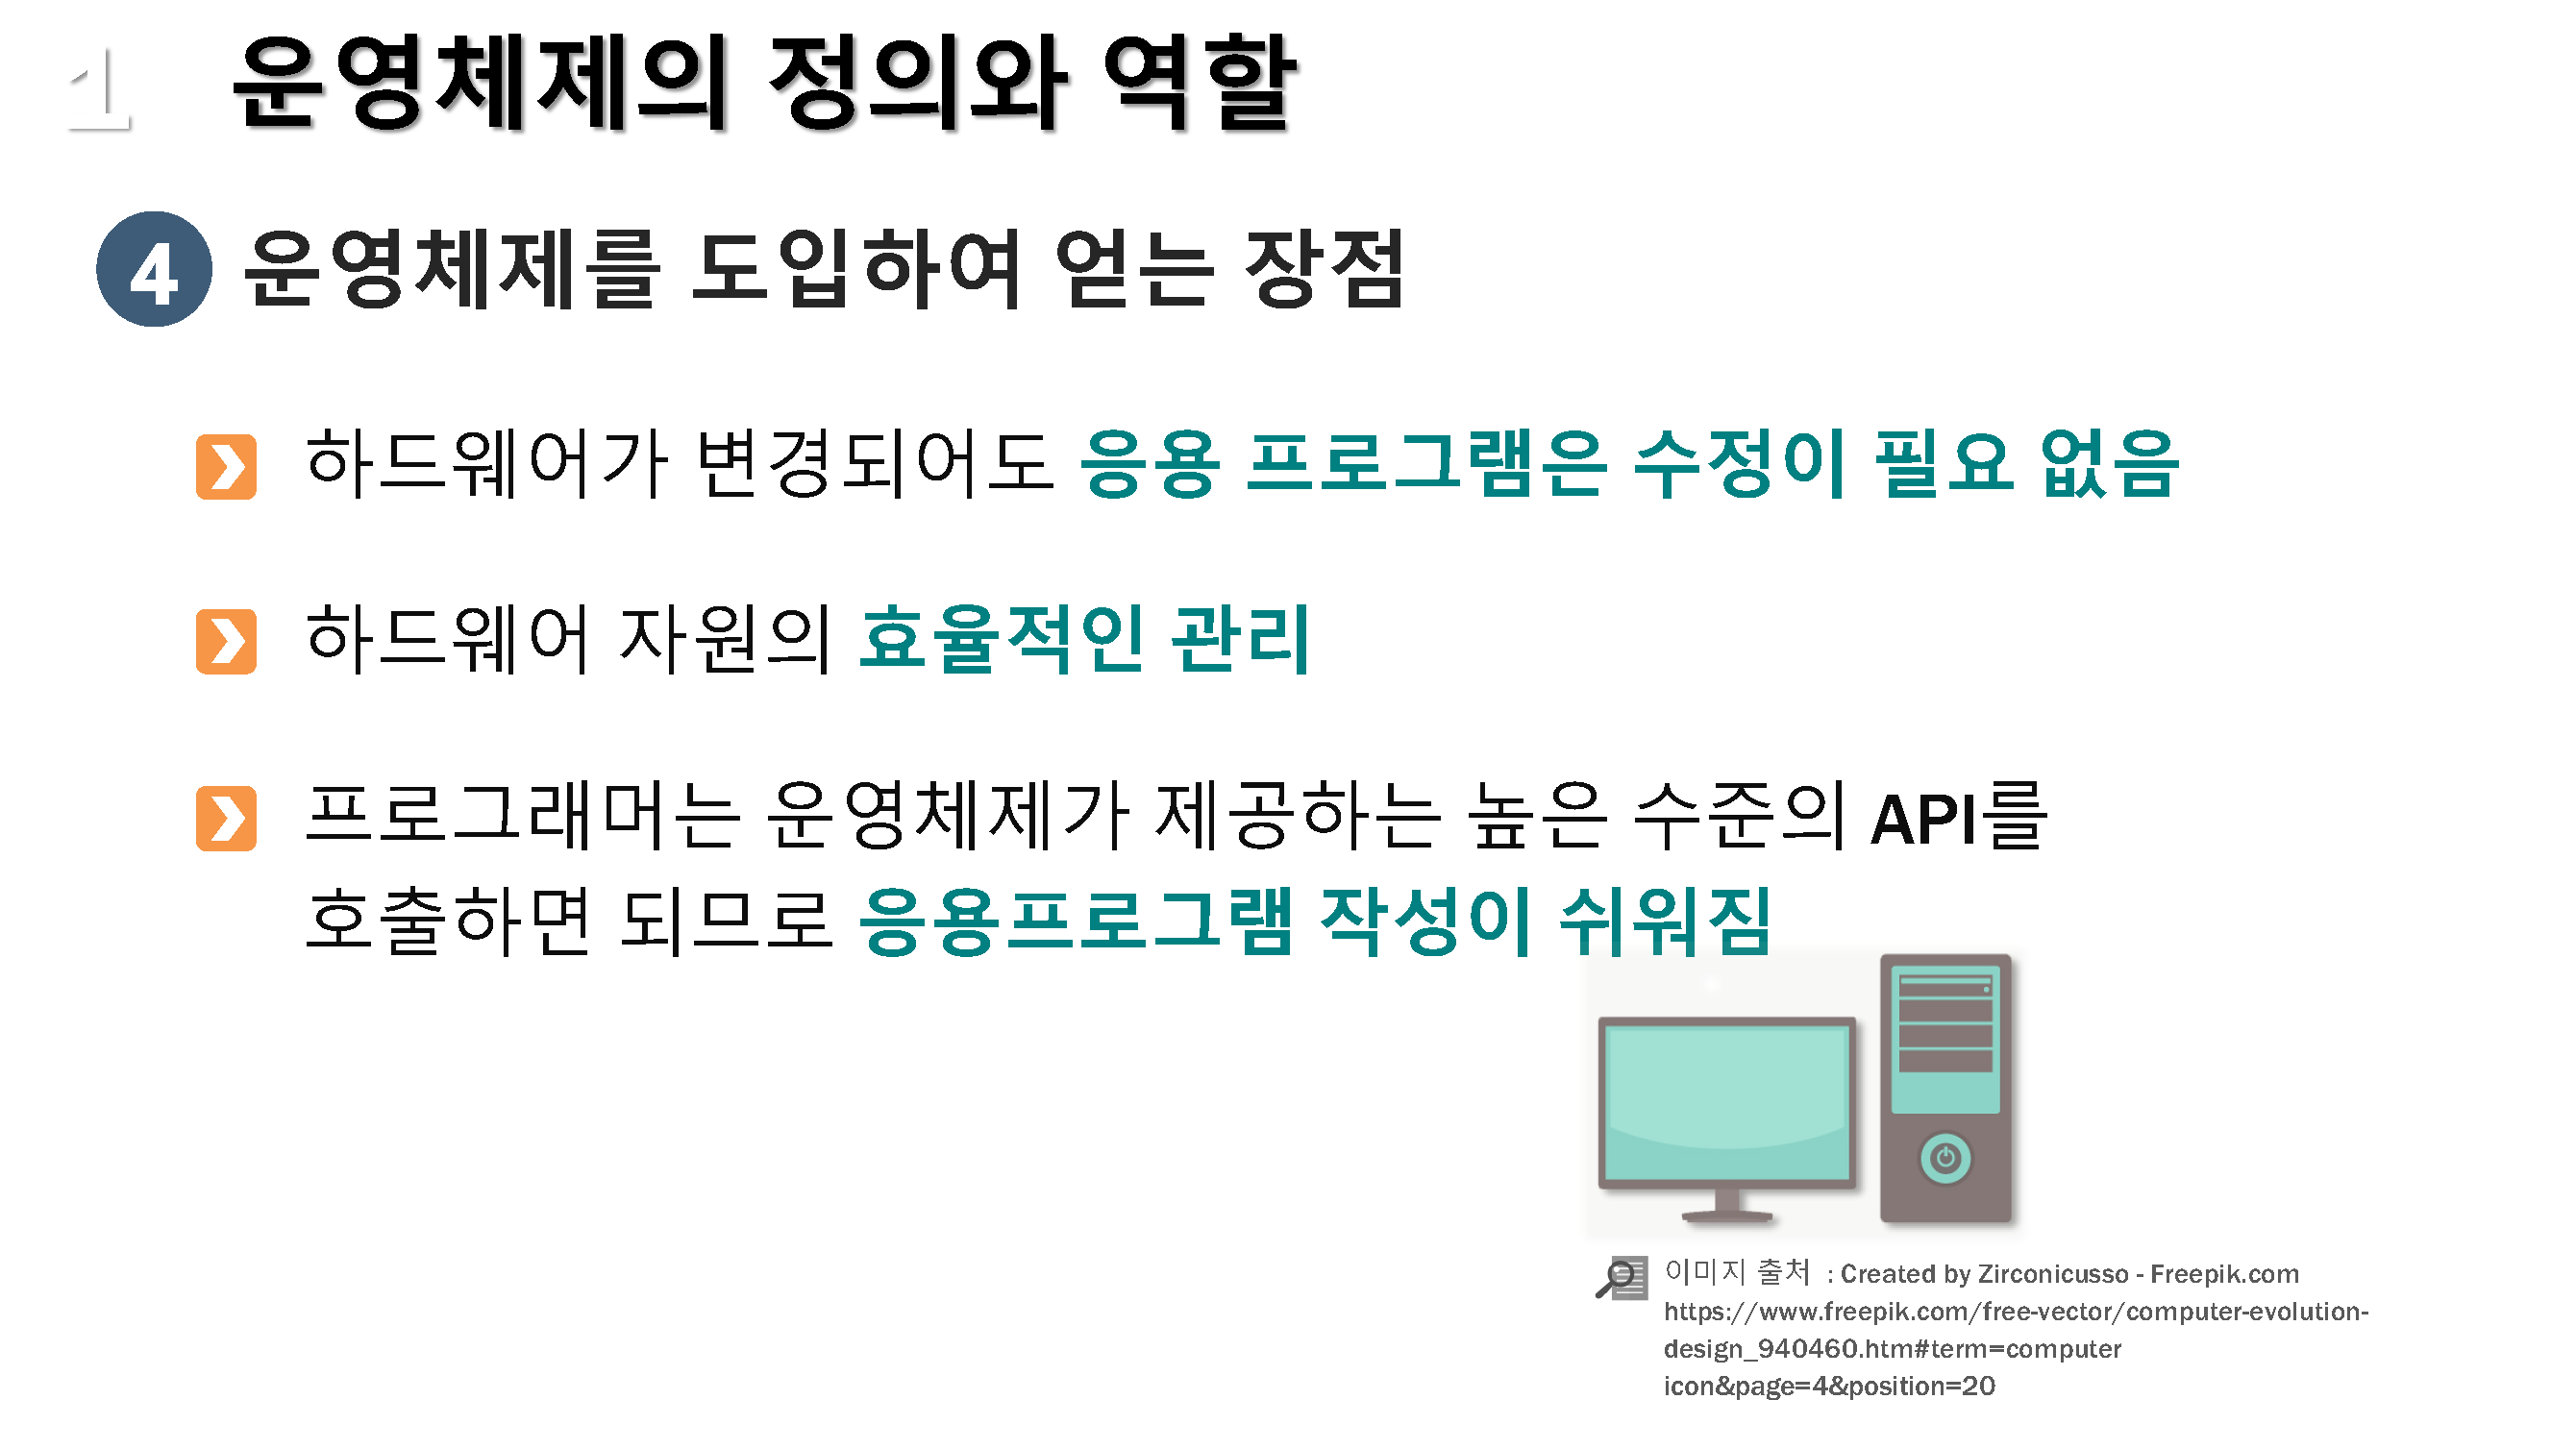 1 운영체제의 정의와 역할
4 운영체제를 도입하여 얻는 장점
하드웨어가 변경되어도 응용 프로그램은 수정이 필요 없음
하드웨어 자원의 효율적인 관리
프로그래머는 운영체제가 제공하는 높은 수준의 API를
호출하면 되므로 응용프로그램 작성이 쉬워짐
이미지 출처 : Created by Zirconicusso - Freepik.com
https://www.freepik.com/free-vector/computer-evolution-
design_940460.htm#term=computer
icon&page=4&position=20